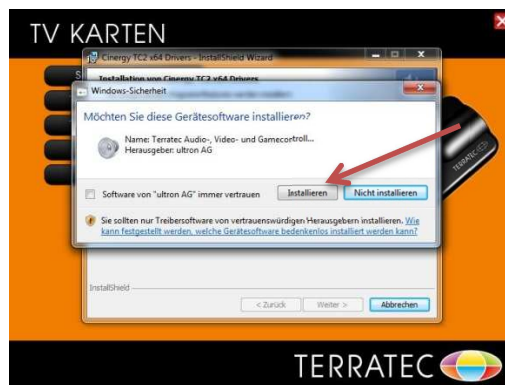 TV KARTEN
Cinergy TC2 x64 Drivers - InstallShield Wizard
Installation von Cinergy TC2 x64 Drivers
Windows-Sicherheit
Möchten Sie diese Gerätesoftware installieren?
Name: Terratec Audio-, Video- und Gamecontroll...
Herausgeber: ultron AG
Software von "ultron AG" immer vertrauen
Installieren
Nicht installieren
Sie sollten nur Treibersoftware von vertrauenswürdigen Herausgebern installieren. Wie
kann festgestellt werden, welche Gerätesoftware bedenkenlos installiert werden kann?
InstallShield
< Zurück
Weiter >
Abbrechen
TERRATEC
TERRATEC